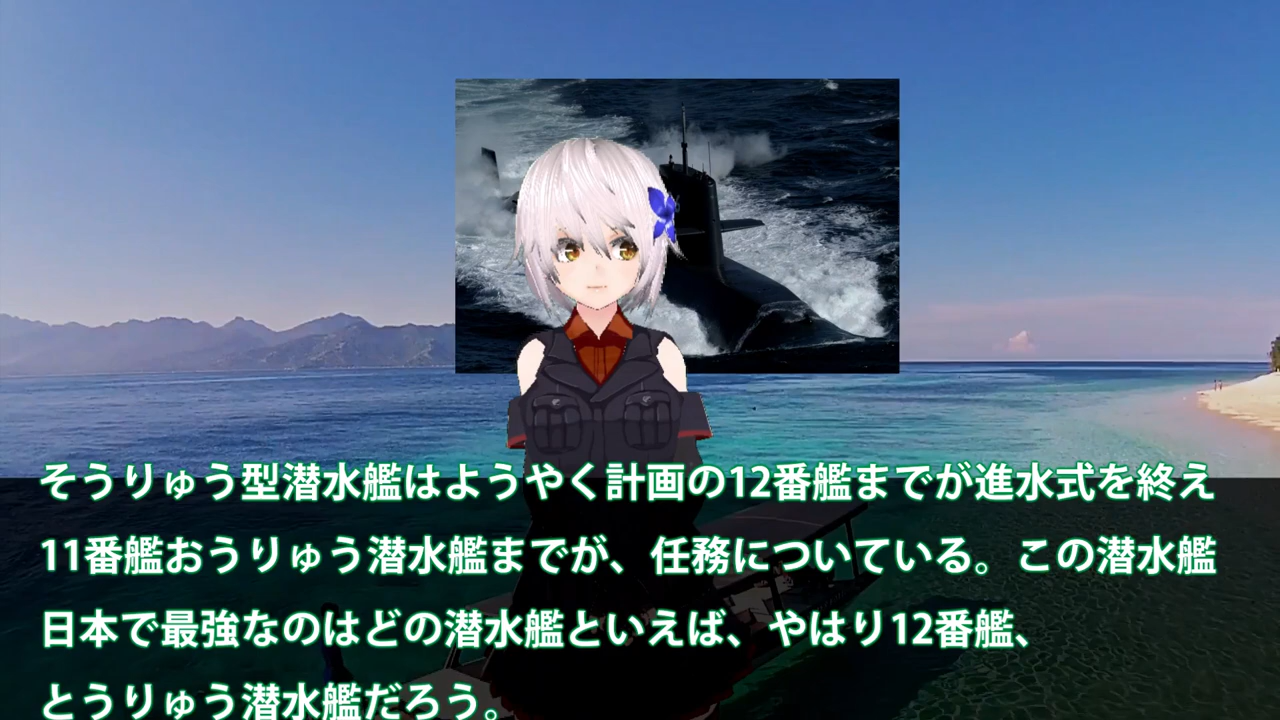 そうりゅう型潜水艦はようやく計画の12番艦までが進水式を終え
11番艦おうりゅう潜水艦までが、任務についている。この潜水艦
日本で最強なのはどの潜水艦といえば、やはり12番艦、
とうりゅう潜水艦だろう。